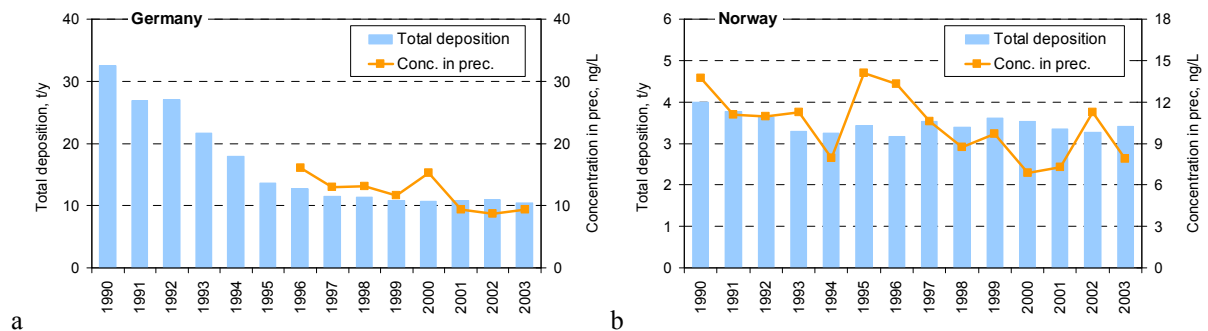 Germany
Total deposition
Conc. in prec.
Total deposition, t/y
40
30
20
10
0
Concentration in prec, ng/L
40
30
20
10
0
1990 1991 1992 1993 1994 1995 1996 1997 1998 1999 2000 2001 2002 2003
a
Norway
Total deposition
Conc. in prec.
Total deposition, t/y
6
5
4
3
2
1
0
Concentration in prec, ng/L
18
15
12
9
6
3
0
1990 1991 1992 1993 1994 1995 1996 1997 1998 1999 2000 2001 2002 2003
b